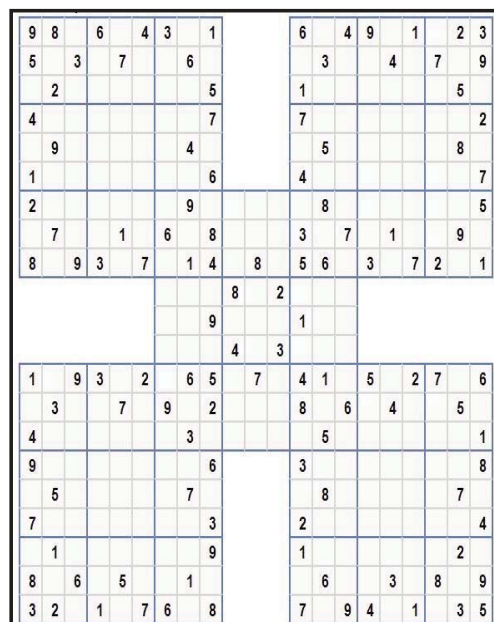 9 8 6 4 3 1 6 4 9 1 2 3
5 3 7 6 3 4 7 9
2 5 1 5
4 7 7 2
9 4 5 8
1 6 4 7
2 9 8 5
7 1 6 8 3 7 1 9
8 9 3 7 1 4 8 5 6 3 7 2 1
8 2
9 1
4 3
1 9 3 2 6 5 7 4 1 5 2 7 6
3 7 9 2 8 6 4 5
4 3 5 1
9 6 3 8
5 7 8 7
7 3 2 4
1 9 1 2
8 6 5 1 6 3 8 9
3 2 1 7 6 8 7 9 4 1 3 5